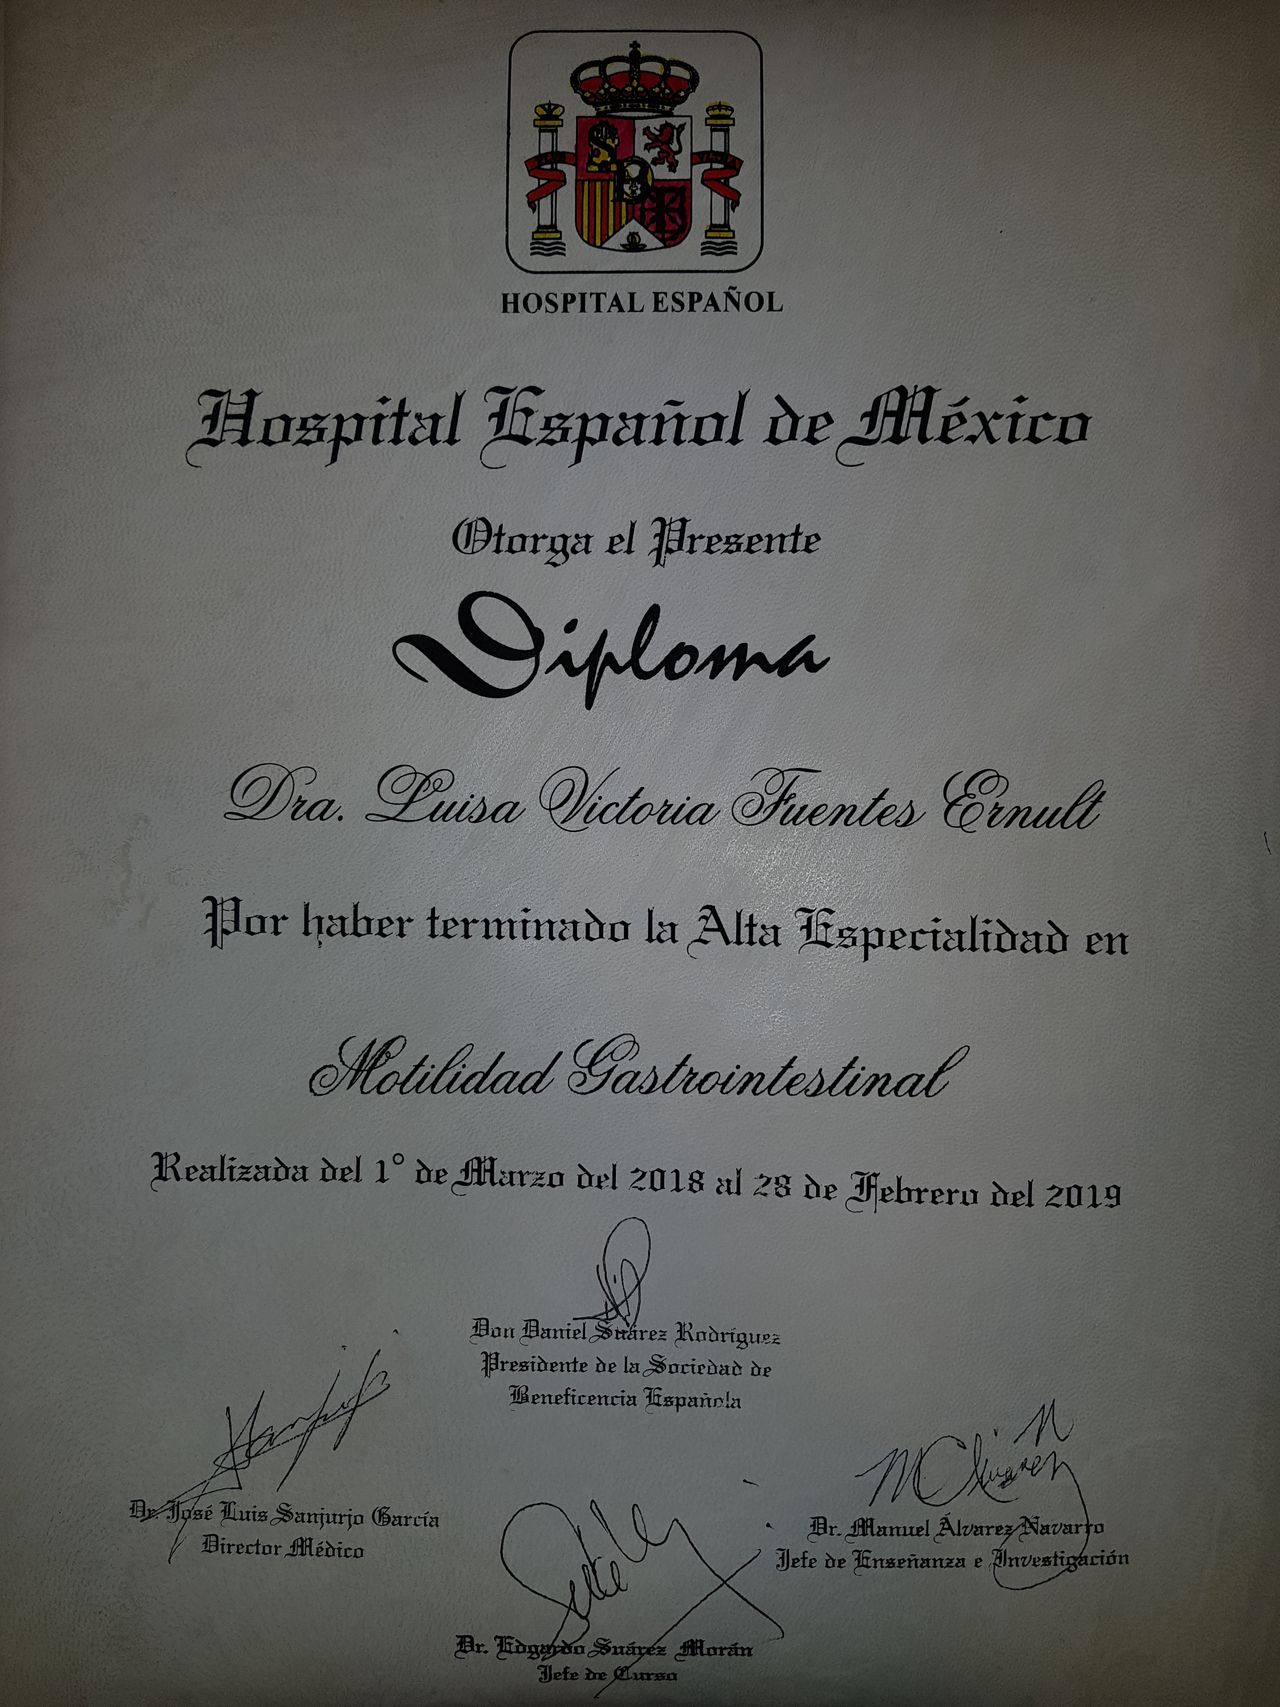 HOSPITAL ESPAÑOL
Hospital Español de México
Otorga el Presente
Diploma
Dra. Luisa Victoria Fuentes Ernult
Por haber terminado la Alta Especialidad en
Motilidad Gastrointestinal
Realizada del 1° de Marzo del 2018 al 28 de Febrero del 2019
Don Daniel Suárez Rodríguez
Presidente de la Sociedad de
Beneficencia Española
Dr. José Luis Sanjurjo García
Director Médico
Dr. Manuel Álvarez Navarro
Jefe de Enseñanza e Investigación
Dr. Edgardo Suárez Morán
Jefe de Curso